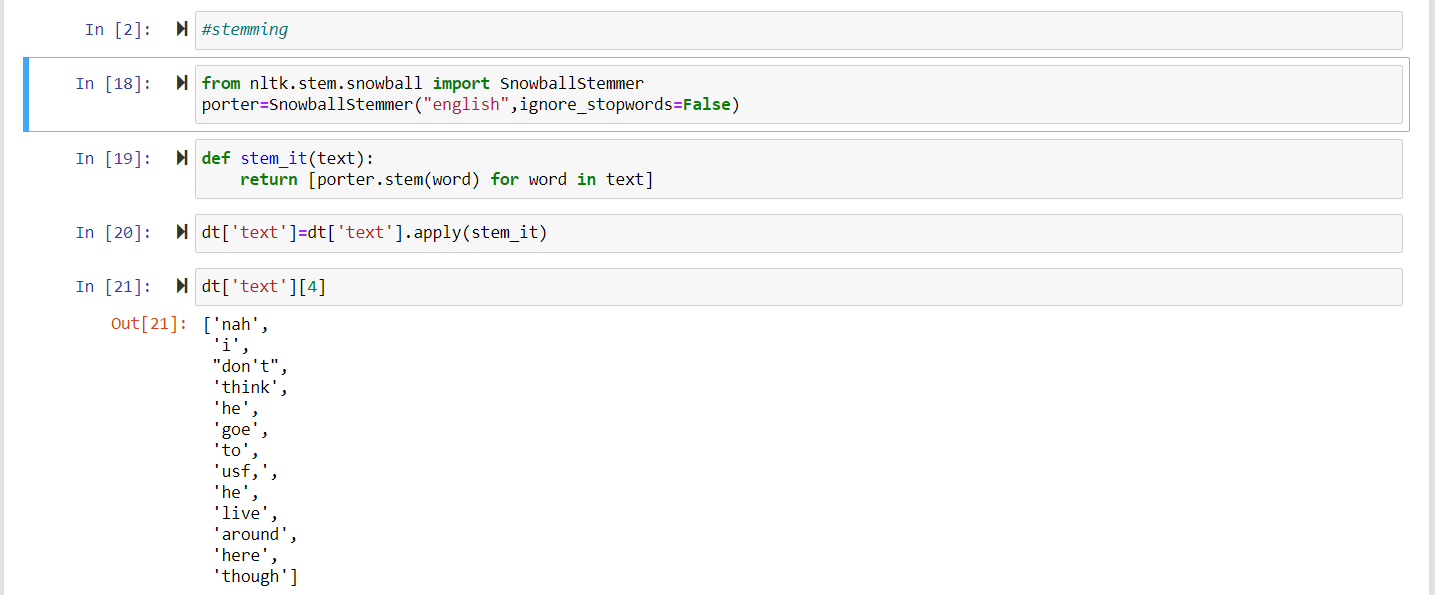 In [2]: #stemming
In [18]: from nltk.stem.snowball import SnowballStemmer
porter=SnowballStemmer("english",ignore_stopwords=False)
In [19]: def stem_it(text):
    return [porter.stem(word) for word in text]
In [20]: dt['text']=dt['text'].apply(stem_it)
In [21]: dt['text'][4]
Out[21]: ['nah',
'i',
"don't",
'think',
'he',
'goe',
'to',
'usf,',
'he',
'live',
'around',
'here',
'though']